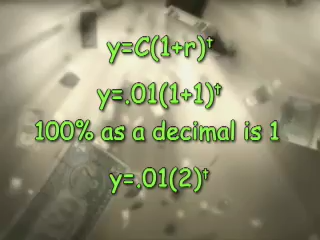 y=C(1+r)ᵗ
y=.01(1+1)ᵗ
100% as a decimal is 1
y=.01(2)ᵗ